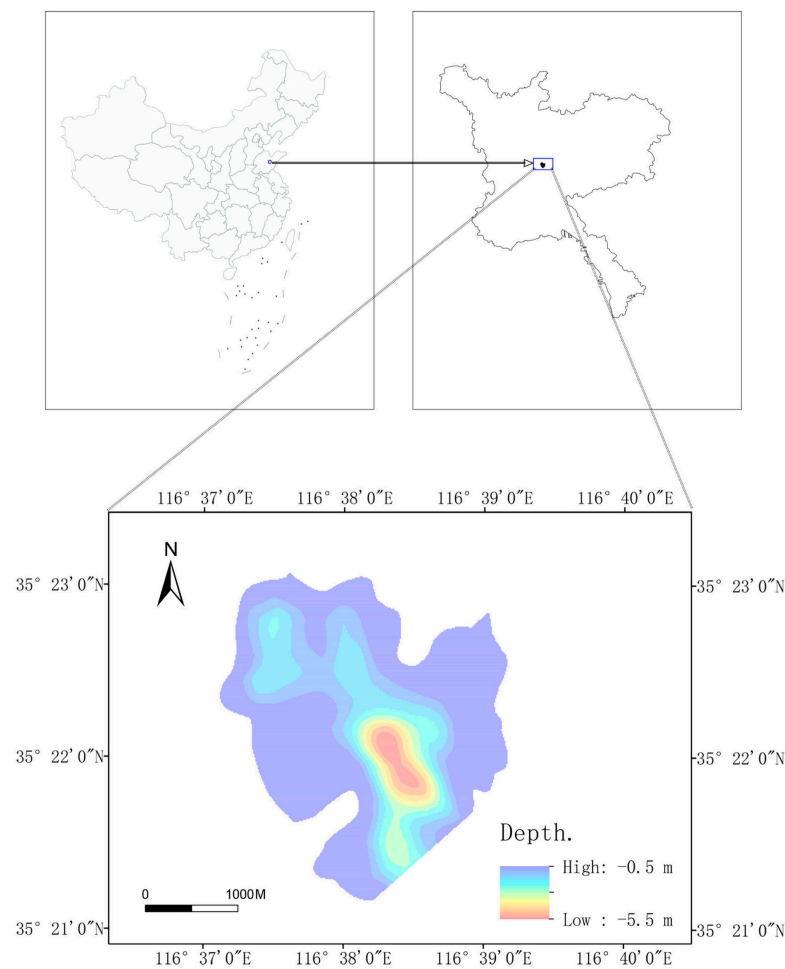 116° 37′0″E 116° 38′0″E 116° 39′0″E 116° 40′0″E
N
35° 23′0″N 35° 23′0″N
35° 22′0″N 35° 22′0″N
Depth.
High: -0.5 m
0 1000M
Low : -5.5 m
35° 21′0″N 35° 21′0″N
116° 37′0″E 116° 38′0″E 116° 39′0″E 116° 40′0″E